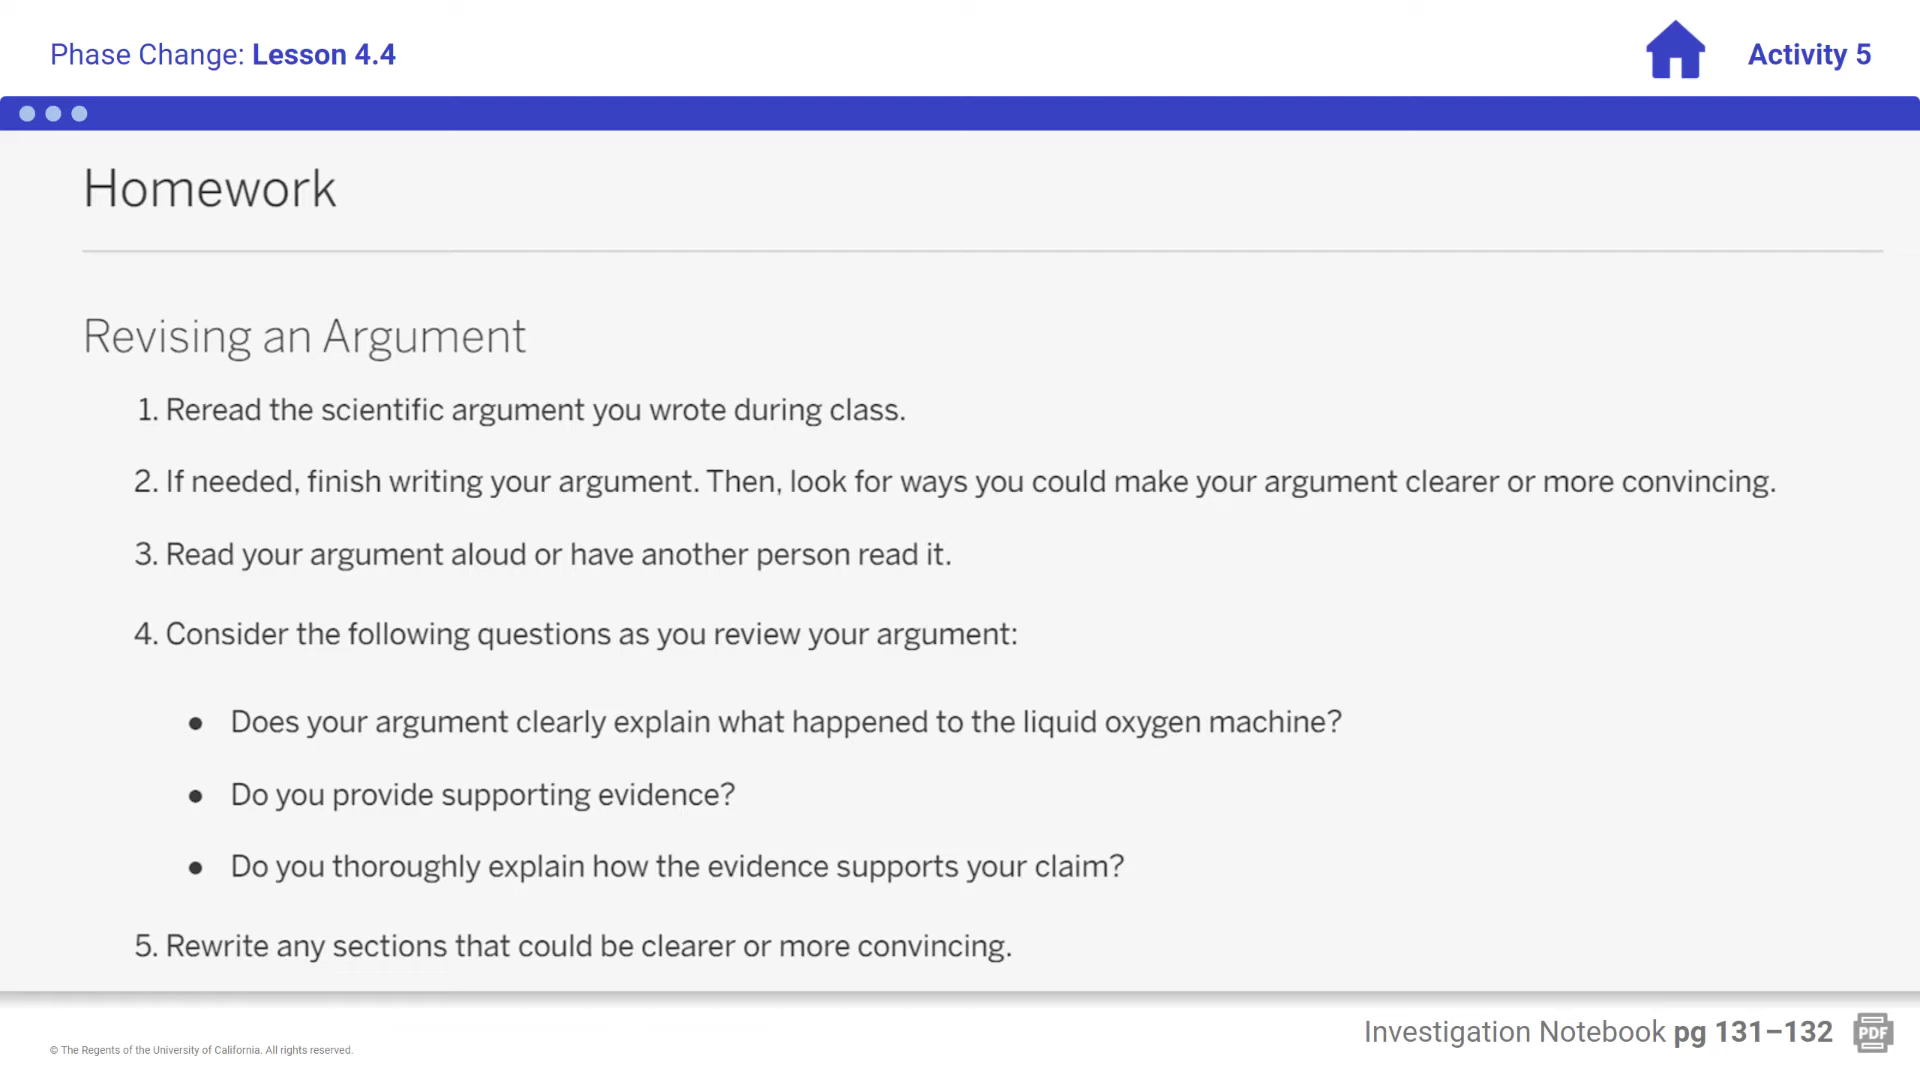 Phase Change: Lesson 4.4
Activity 5
Homework
Revising an Argument
1. Reread the scientific argument you wrote during class.
2. If needed, finish writing your argument. Then, look for ways you could make your argument clearer or more convincing.
3. Read your argument aloud or have another person read it.
4. Consider the following questions as you review your argument:
● Does your argument clearly explain what happened to the liquid oxygen machine?
● Do you provide supporting evidence?
● Do you thoroughly explain how the evidence supports your claim?
5. Rewrite any sections that could be clearer or more convincing.
Investigation Notebook pg 131–132
PDF
© The Regents of the University of California. All rights reserved.